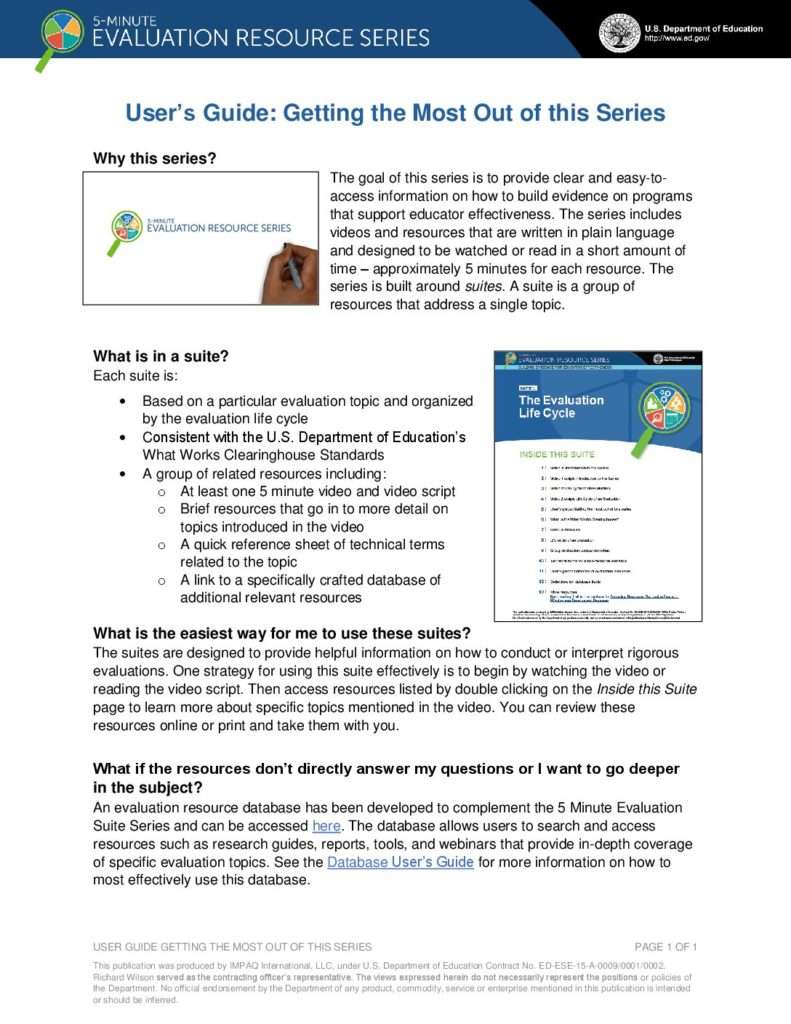 5-MINUTE
EVALUATION RESOURCE SERIES
U.S. Department of Education
http://www.ed.gov/
User's Guide: Getting the Most Out of this Series
Why this series?
5-MINUTE
EVALUATION RESOURCE SERIES
The goal of this series is to provide clear and easy-to-
access information on how to build evidence on programs
that support educator effectiveness. The series includes
videos and resources that are written in plain language
and designed to be watched or read in a short amount of
time – approximately 5 minutes for each resource. The
series is built around suites. A suite is a group of
resources that address a single topic.
What is in a suite?
Each suite is:
• Based on a particular evaluation topic and organized
by the evaluation life cycle
• Consistent with the U.S. Department of Education's
What Works Clearinghouse Standards
• A group of related resources including:
o At least one 5 minute video and video script
o Brief resources that go in to more detail on
topics introduced in the video
o A quick reference sheet of technical terms
related to the topic
o A link to a specifically crafted database of
additional relevant resources
EVALUATION RESOURCE SERIES
The Evaluation
Life Cycle
INSIDE THIS SUITE
What is the easiest way for me to use these suites?
The suites are designed to provide helpful information on how to conduct or interpret rigorous
evaluations. One strategy for using this suite effectively is to begin by watching the video or
reading the video script. Then access resources listed by double clicking on the Inside this Suite
page to learn more about specific topics mentioned in the video. You can review these
resources online or print and take them with you.
What if the resources don't directly answer my questions or I want to go deeper
in the subject?
An evaluation resource database has been developed to complement the 5 Minute Evaluation
Suite Series and can be accessed here. The database allows users to search and access
resources such as research guides, reports, tools, and webinars that provide in-depth coverage
of specific evaluation topics. See the Database User's Guide for more information on how to
most effectively use this database.
USER GUIDE GETTING THE MOST OUT OF THIS SERIES PAGE 1 OF 1
This publication was produced by IMPAQ International, LLC, under U.S. Department of Education Contract No. ED-ESE-15-A-0009/0001/0002.
Richard Wilson served as the contracting officer's representative. The views expressed herein do not necessarily represent the positions or policies of
the Department. No official endorsement by the Department of any product, commodity, service or enterprise mentioned in this publication is intended
or should be inferred.